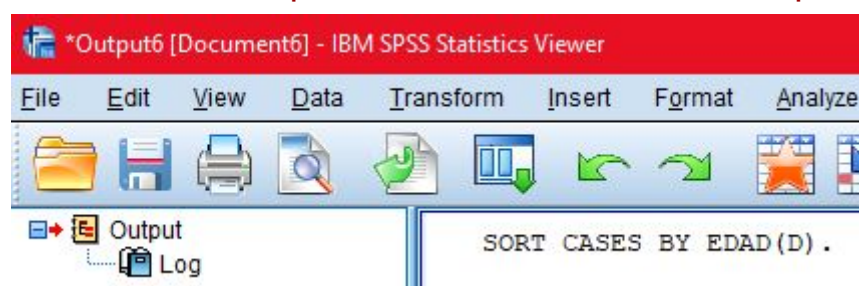 *Output6 [Document6] - IBM SPSS Statistics Viewer
File Edit View Data Transform Insert Format Analyze
Output
Log
SORT CASES BY EDAD(D).